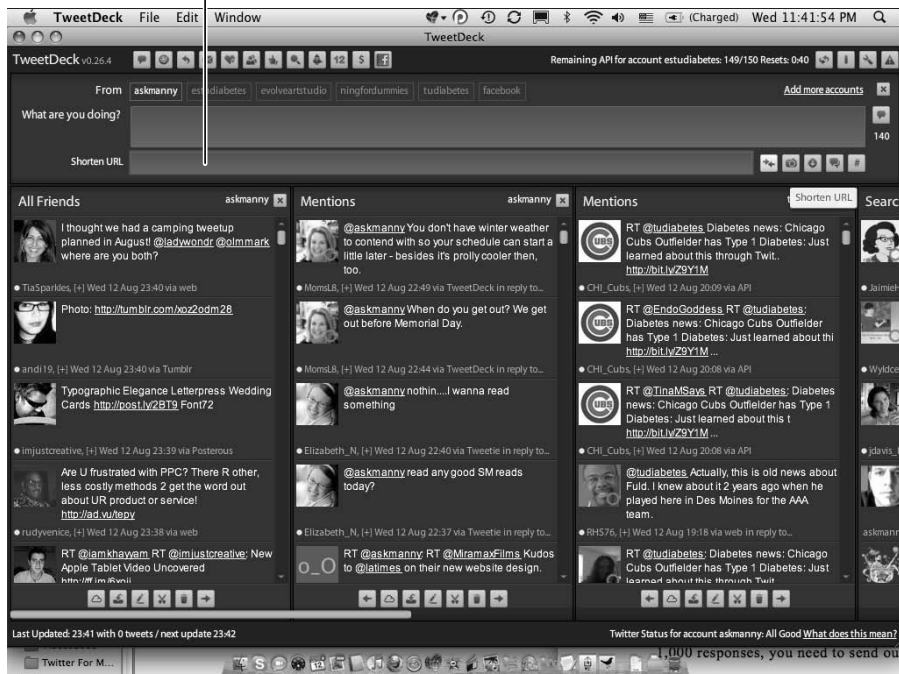 TweetDeck File Edit Window (Charged) Wed 11:41:54 PM
TweetDeck
TweetDeck v0.26.4 12 $ f Remaining API for account estudiabetes: 149/150 Resets: 0:40
From askmanny estudiabetes evolveartstudio ningfordummies tudiabetes facebook Add more accounts
What are you doing?
140
Shorten URL #
Shorten URL
All Friends askmanny
I thought we had a camping tweetup
planned in August! @ladywondr @olmmark
where are you both?
TiaSparkles, [+] Wed 12 Aug 23:40 via web
Photo: http://tumblr.com/xoz2odm28
andi19, [+] Wed 12 Aug 23:40 via Tumblr
Typographic Elegance Letterpress Wedding
Cards http://post.ly/2BT9 Font72
imjustcreative, [+] Wed 12 Aug 23:39 via Posterous
Are U frustrated with PPC? There R other,
less costly methods 2 get the word out
about UR product or service!
http://ad.vu/tepy
rudyvenice, [+] Wed 12 Aug 23:38 via web
RT @iamkhayyam RT @imjustcreative: New
Apple Tablet Video Uncovered
Mentions askmanny
@askmanny You don't have winter weather
to contend with so your schedule can start a
little later - besides it's prolly cooler then,
too.
MomsL8, [+] Wed 12 Aug 22:49 via TweetDeck in reply to...
@askmanny When do you get out? We get
out before Memorial Day.
MomsL8, [+] Wed 12 Aug 22:44 via TweetDeck in reply to...
@askmanny nothin....I wanna read
something
Elizabeth_N, [+] Wed 12 Aug 22:40 via Tweetie in reply to...
@askmanny read any good SM reads
today?
Elizabeth_N, [+] Wed 12 Aug 22:37 via Tweetie in reply to...
o_O
RT @askmanny: RT @MiramaxFilms Kudos
to @latimes on their new website design.
Mentions
CUBS
RT @tudiabetes Diabetes news: Chicago
Cubs Outfielder has Type 1 Diabetes: Just
learned about this through Twit..
http://bit.ly/Z9Y1M
CHI_Cubs, [+] Wed 12 Aug 20:09 via API
CUBS
RT @EndoGoddess RT @tudiabetes:
Diabetes news: Chicago Cubs Outfielder
has Type 1 Diabetes: Just learned about thi
http://bit.ly/Z9Y1M ...
CHI_Cubs, [+] Wed 12 Aug 20:08 via API
CUBS
RT @TinaMSays RT @tudiabetes: Diabetes
news: Chicago Cubs Outfielder has Type 1
Diabetes: Just learned about this t
http://bit.ly/Z9Y1M ...
CHI_Cubs, [+] Wed 12 Aug 20:08 via API
@tudiabetes Actually, this is old news about
Fuld. I knew about it 2 years ago when he
played here in Des Moines for the AAA
team.
RHS76, [+] Wed 12 Aug 19:18 via web in reply to...
RT @tudiabetes: Diabetes news: Chicago
Cubs Outfielder has Type 1 Diabetes: Just
learned about this through Twit
Searc
JaimieH
Wyldce
jdavis_
askmann
Last Updated: 23:41 with 0 tweets / next update 23:42 Twitter Status for account askmanny: All Good What does this mean?
Twitter For M...
1,000 responses, you need to send ou